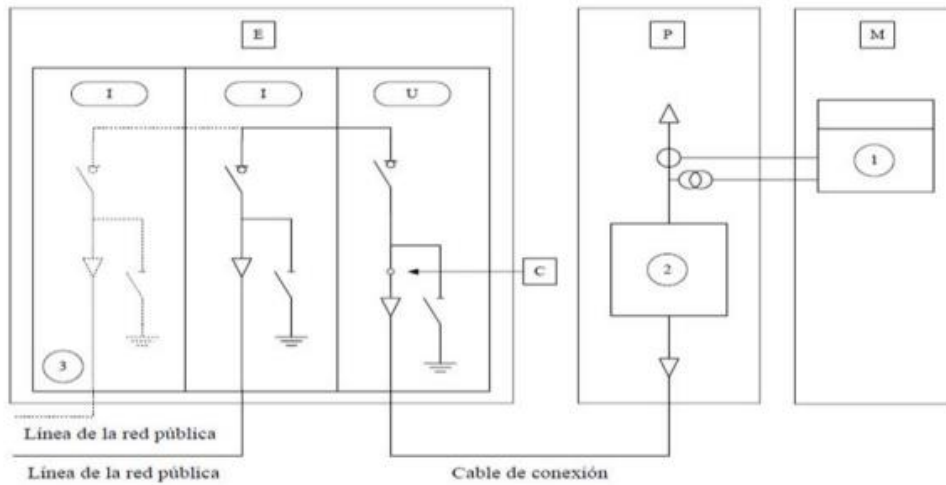 E
P
M
I
I
U
1
2
C
3
Línea de la red pública
Línea de la red pública
Cable de conexión